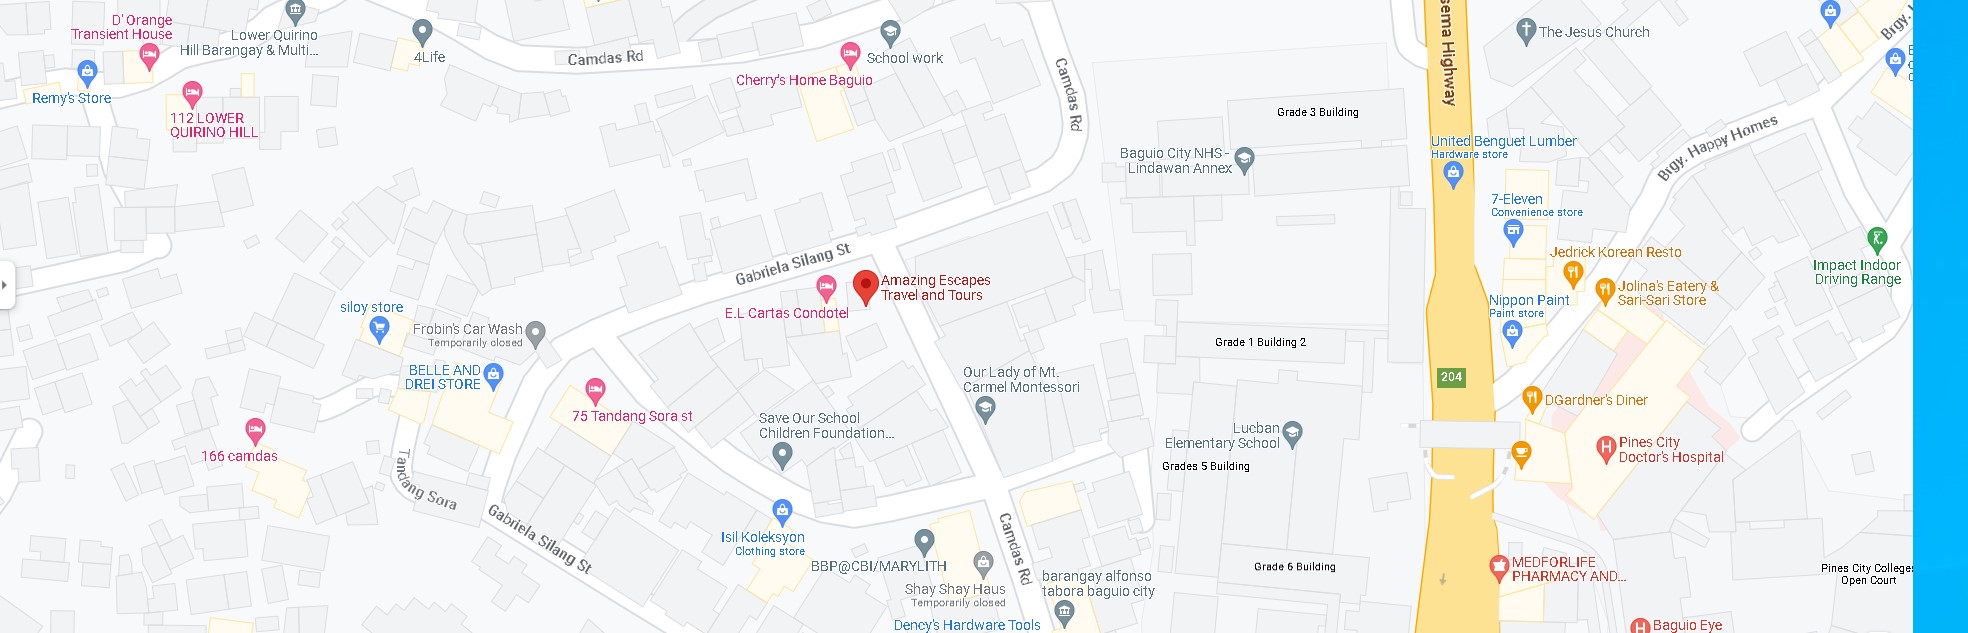 D' Orange
Transient House
Lower Quirino
Hill Barangay & Multi...
4Life
Camdas Rd
School work
Cherry's Home Baguio
Remy's Store
112 LOWER
QUIRINO HILL
Camdas Rd
Grade 3 Building
Baguio City NHS -
Lindawan Annex
sema Highway
The Jesus Church
Brgy.
United Benguet Lumber
Hardware store
Brgy. Happy Homes
7-Eleven
Convenience store
Jedrick Korean Resto
Impact Indoor
Driving Range
Jolina's Eatery &
Sari-Sari Store
Nippon Paint
Paint store
Gabriela Silang St
Amazing Escapes
Travel and Tours
E.L Cartas Condotel
siloy store
Frobin's Car Wash
Temporarily closed
BELLE AND
DREI STORE
Grade 1 Building 2
204
Our Lady of Mt.
Carmel Montessori
75 Tandang Sora st
Save Our School
Children Foundation...
DGardner's Diner
Lucban
Elementary School
Grades 5 Building
Pines City
Doctor's Hospital
166 camdas
Tandang Sora
Gabriela Silang St
Isil Koleksyon
Clothing store
Camdas Rd
BBP@CBI/MARYLITH
Shay Shay Haus
Temporarily closed
barangay alfonso
tabora baguio city
Grade 6 Building
MEDFORLIFE
PHARMACY AND...
Pines City Colleges
Open Court
Dency's Hardware Tools
Baguio Eye